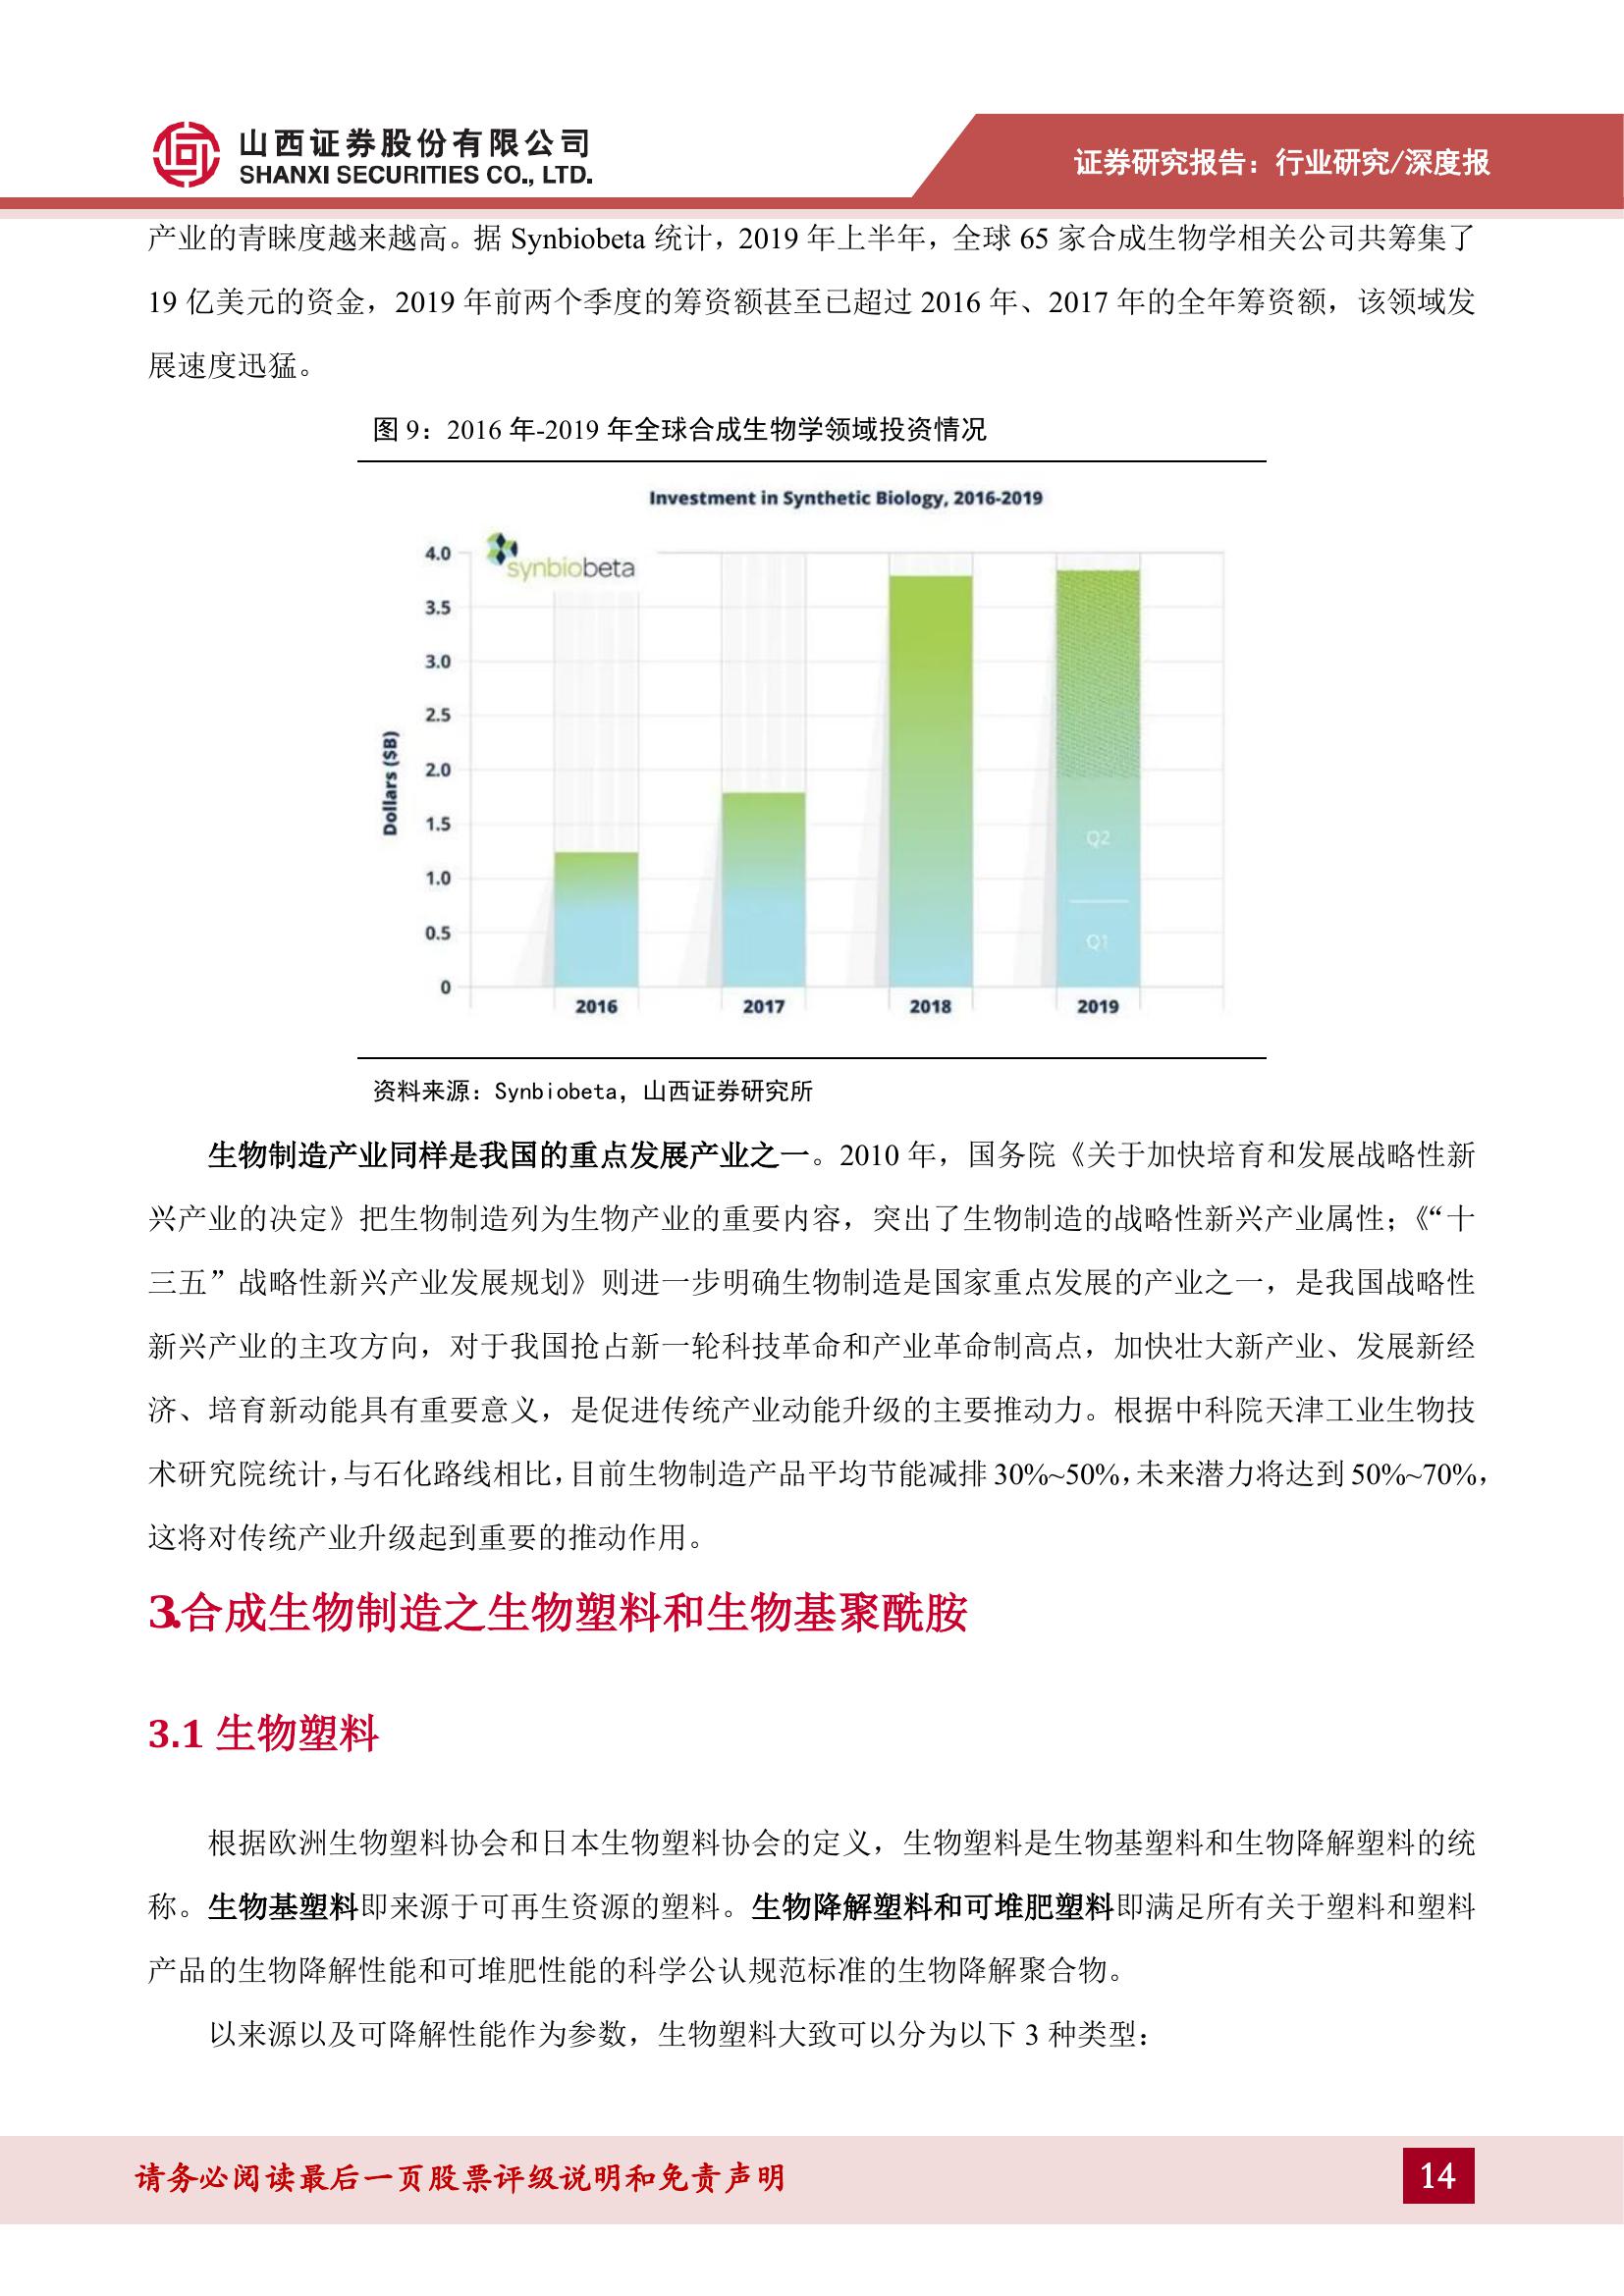 山西证券股份有限公司
SHANXI SECURITIES CO., LTD.
证券研究报告：行业研究/深度报
产业的青睐度越来越高。据 Synbiobeta 统计，2019 年上半年，全球 65 家合成生物学相关公司共筹集了
19 亿美元的资金，2019 年前两个季度的筹资额甚至已超过 2016 年、2017 年的全年筹资额，该领域发
展速度迅猛。
图 9：2016 年-2019 年全球合成生物学领域投资情况
Investment in Synthetic Biology, 2016-2019
synbiobeta
4.0
3.5
3.0
2.5
2.0
1.5
1.0
0.5
0
Dollars ($B)
Q2
Q1
2016 2017 2018 2019
资料来源：Synbiobeta，山西证券研究所
生物制造产业同样是我国的重点发展产业之一。2010 年，国务院《关于加快培育和发展战略性新
兴产业的决定》把生物制造列为生物产业的重要内容，突出了生物制造的战略性新兴产业属性；《“十
三五”战略性新兴产业发展规划》则进一步明确生物制造是国家重点发展的产业之一，是我国战略性
新兴产业的主攻方向，对于我国抢占新一轮科技革命和产业革命制高点，加快壮大新产业、发展新经
济、培育新动能具有重要意义，是促进传统产业动能升级的主要推动力。根据中科院天津工业生物技
术研究院统计，与石化路线相比，目前生物制造产品平均节能减排 30%~50%，未来潜力将达到 50%~70%，
这将对传统产业升级起到重要的推动作用。
3.合成生物制造之生物塑料和生物基聚酰胺
3.1 生物塑料
根据欧洲生物塑料协会和日本生物塑料协会的定义，生物塑料是生物基塑料和生物降解塑料的统
称。生物基塑料即来源于可再生资源的塑料。生物降解塑料和可堆肥塑料即满足所有关于塑料和塑料
产品的生物降解性能和可堆肥性能的科学公认规范标准的生物降解聚合物。
以来源以及可降解性能作为参数，生物塑料大致可以分为以下 3 种类型：
请务必阅读最后一页股票评级说明和免责声明
14